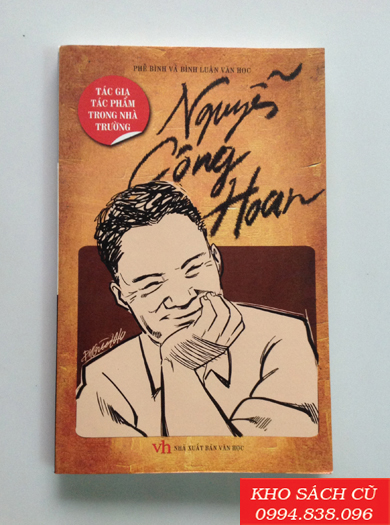 PHÊ BÌNH VÀ BÌNH LUẬN VĂN HỌC
TÁC GIẢ
TÁC PHẨM
TRONG NHÀ
TRƯỜNG
Nguyễn
Công
Hoan
vh NHÀ XUẤT BẢN VĂN HỌC
KHO SÁCH CŨ
0994.838.096